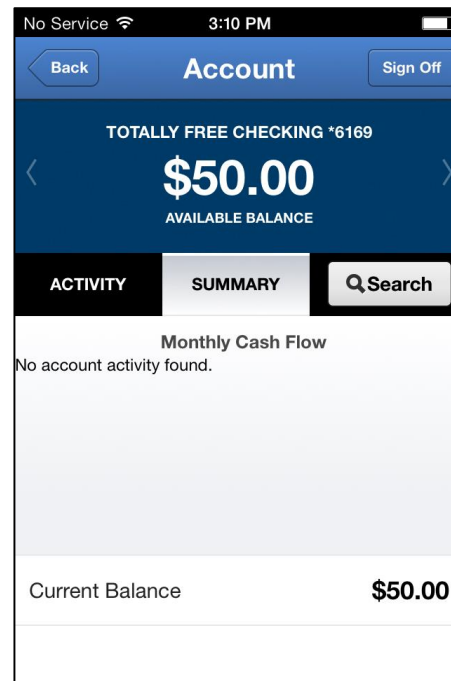 No Service 3:10 PM
Back Account Sign Off
TOTALLY FREE CHECKING *6169
$50.00
AVAILABLE BALANCE
ACTIVITY SUMMARY Search
Monthly Cash Flow
No account activity found.
Current Balance $50.00